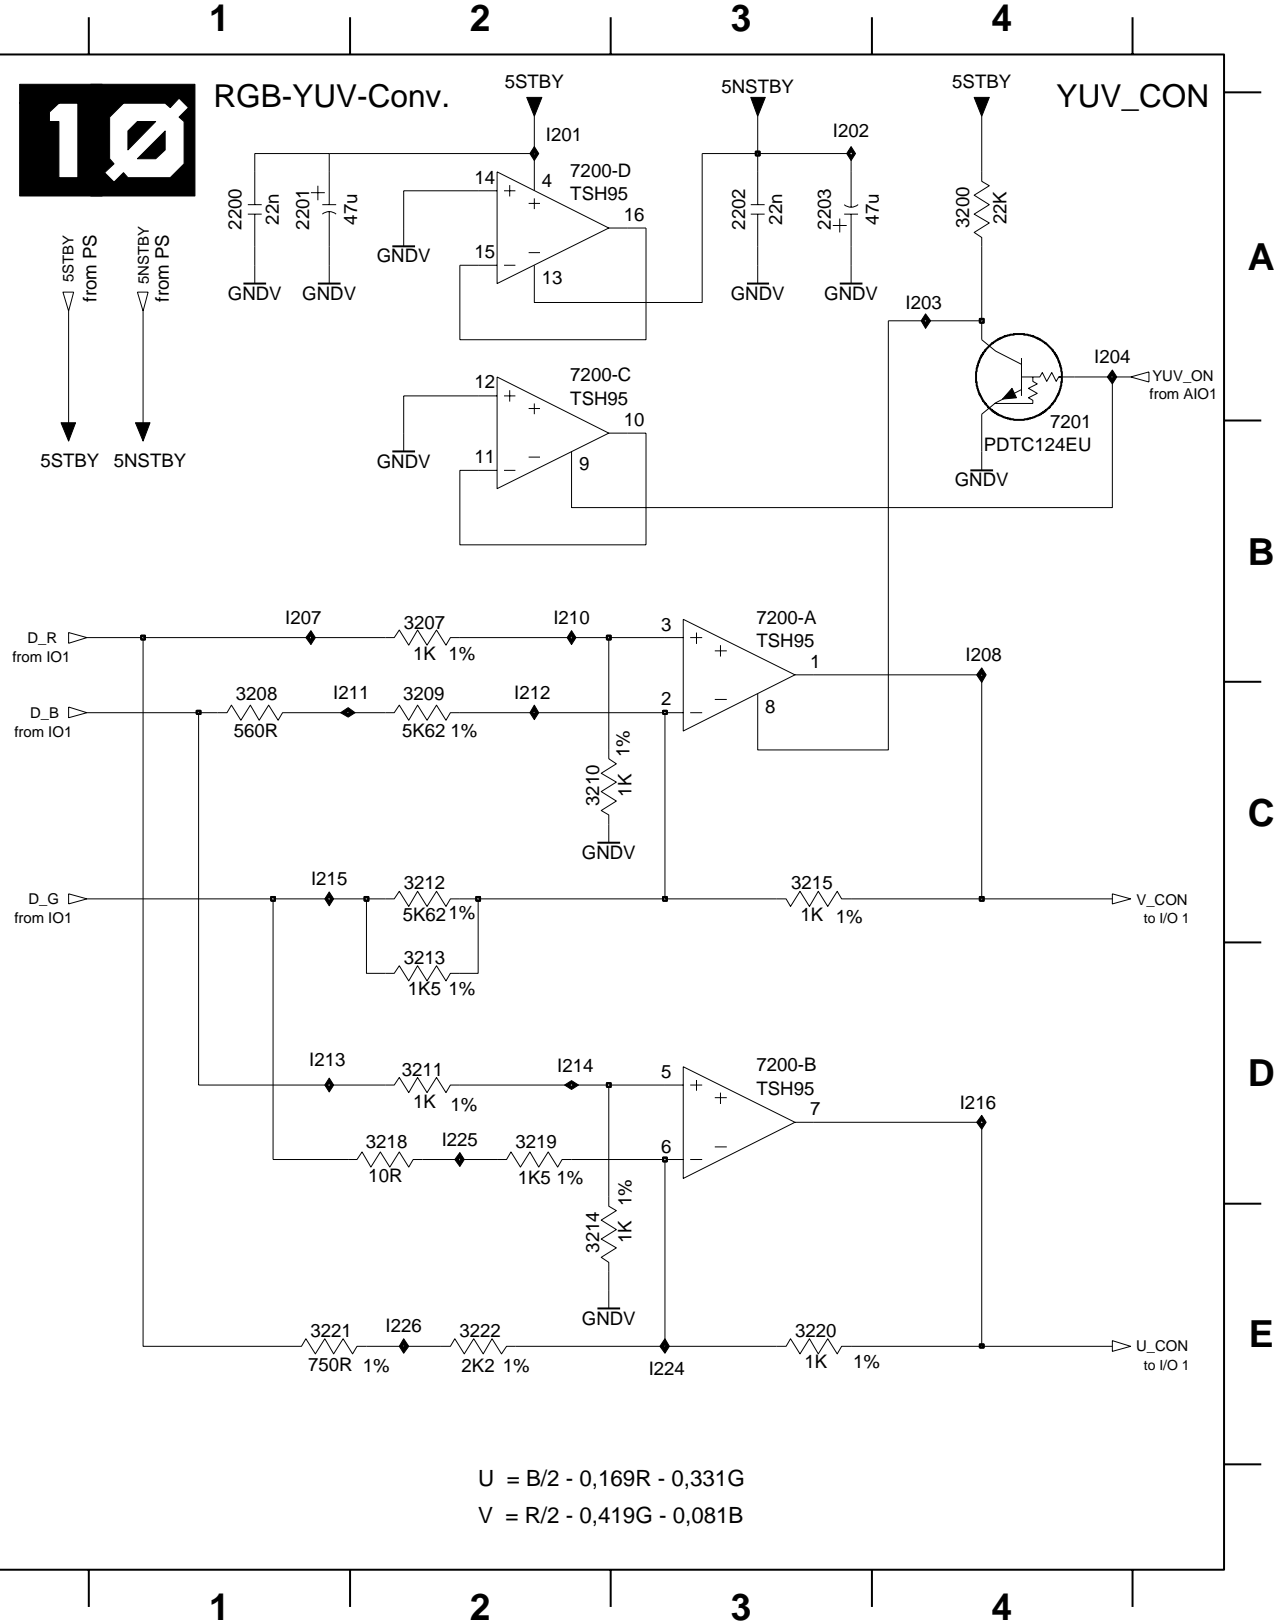 1 2 3 4
10 RGB-YUV-Conv. 5STBY 5NSTBY 5STBY YUV_CON
I201 I202
2200 22n 2201 47u 14 4 7200-D
TSH95 16 2202 22n 2203 47u 3200 22K
GNDV 15 13
GNDV GNDV GNDV GNDV
5STBY
from PS
5NSTBY
from PS
A
I203
I204
YUV_ON
from AIO1
7201
PDTC124EU
GNDV
12 7200-C
TSH95 10
GNDV 11 9
5STBY 5NSTBY
B
D_R
from IO1
I207 3207
1K 1%
I210 3 7200-A
TSH95 1 I208
D_B
from IO1
3208
560R
I211 3209
5K62 1%
I212 2 8
3210 1K 1%
GNDV
C
D_G
from IO1
I215 3212
5K62 1%
3215
1K 1%
V_CON
to I/O 1
3213
1K5 1%
I213 3211
1K 1%
I214 5 7200-B
TSH95 7 I216
D
3218
10R
I225 3219
1K5 1%
6
3214 1K 1%
GNDV
3221
750R 1%
I226 3222
2K2 1%
I224
3220
1K 1%
U_CON
to I/O 1
E
U = B/2 - 0,169R - 0,331G
V = R/2 - 0,419G - 0,081B
1 2 3 4